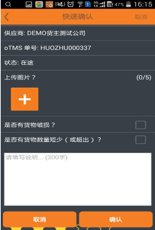 47% 16:15
快速确认 取消
供应商: DEMO货主测试公司
oTMS 单号: HUOZHU000337
状态: 在途
上传图片? (0/5)
是否有货物破损?
是否有货物数量短少(或超出)?
请填写说明... (300字)
取消 确认